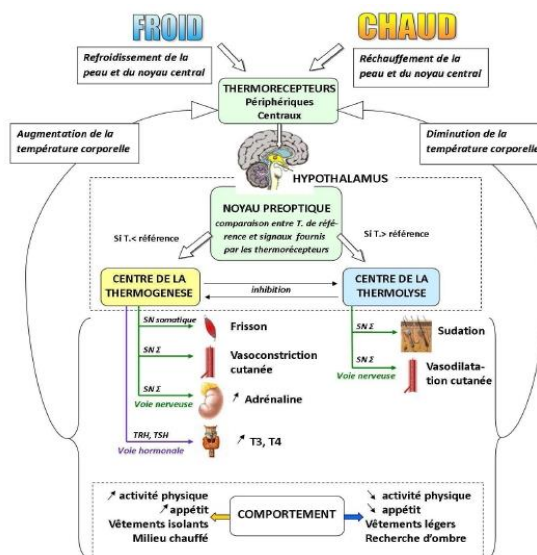 FROID
CHAUD
Refroidissement de la
peau et du noyau central
Réchauffement de la
peau et du noyau central
THERMORECEPTEURS
Périphériques
Centraux
Augmentation de la
température corporelle
Diminution de la
température corporelle
HYPOTHALAMUS
NOYAU PREOPTIQUE
comparaison entre T. de réfé-
rence et signaux fournis
par les thermorécepteurs
Si T.< référence
Si T.> référence
CENTRE DE LA
THERMOGENESE
inhibition
CENTRE DE LA
THERMOLYSE
SN somatique
Frisson
SN Σ
Vasoconstriction
cutanée
SN Σ
Voie nerveuse
↗ Adrénaline
TRH, TSH
Voie hormonale
↗ T3, T4
SN Σ
Sudation
SN Σ
Voie nerveuse
Vasodilata-
tion cutanée
↗ activité physique
↗ appétit
Vêtements isolants
Milieu chauffé
COMPORTEMENT
↘ activité physique
↘ appétit
Vêtements légers
Recherche d'ombre